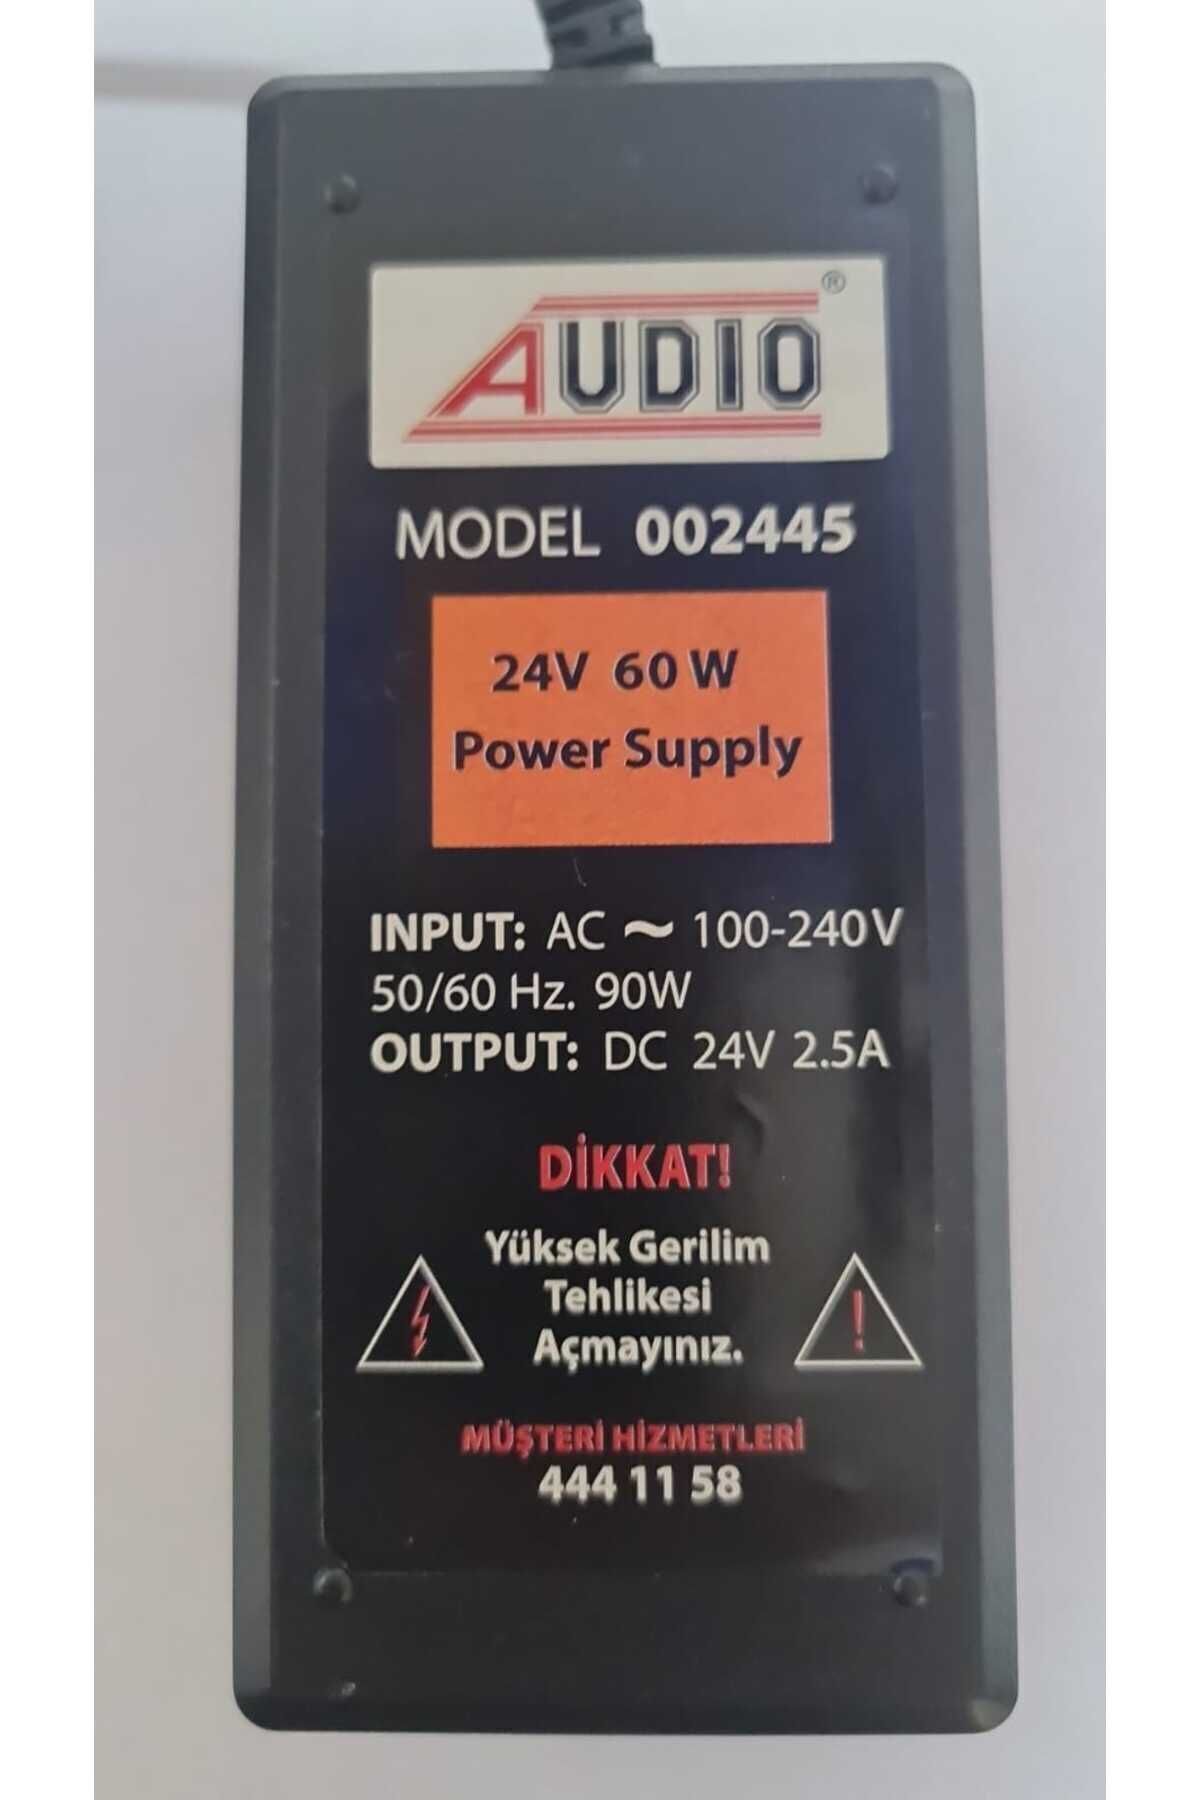 AUDIO®
MODEL 002445
24V 60W
Power Supply
INPUT: AC ~ 100-240V
50/60 Hz. 90W
OUTPUT: DC 24V 2.5A
DİKKAT!
Yüksek Gerilim
Tehlikesi
Açmayınız.
MÜŞTERİ HİZMETLERİ
444 11 58